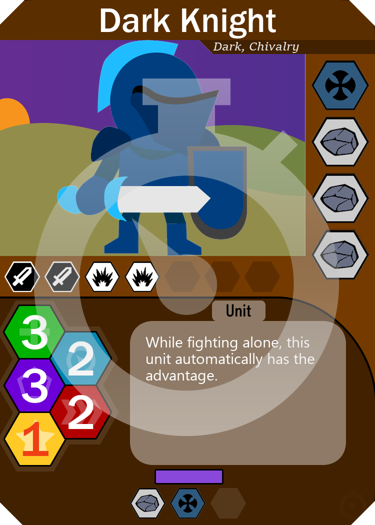 Dark Knight
Dark, Chivalry
Unit
3
2
3
2
1
While fighting alone, this
unit automatically has the
advantage.